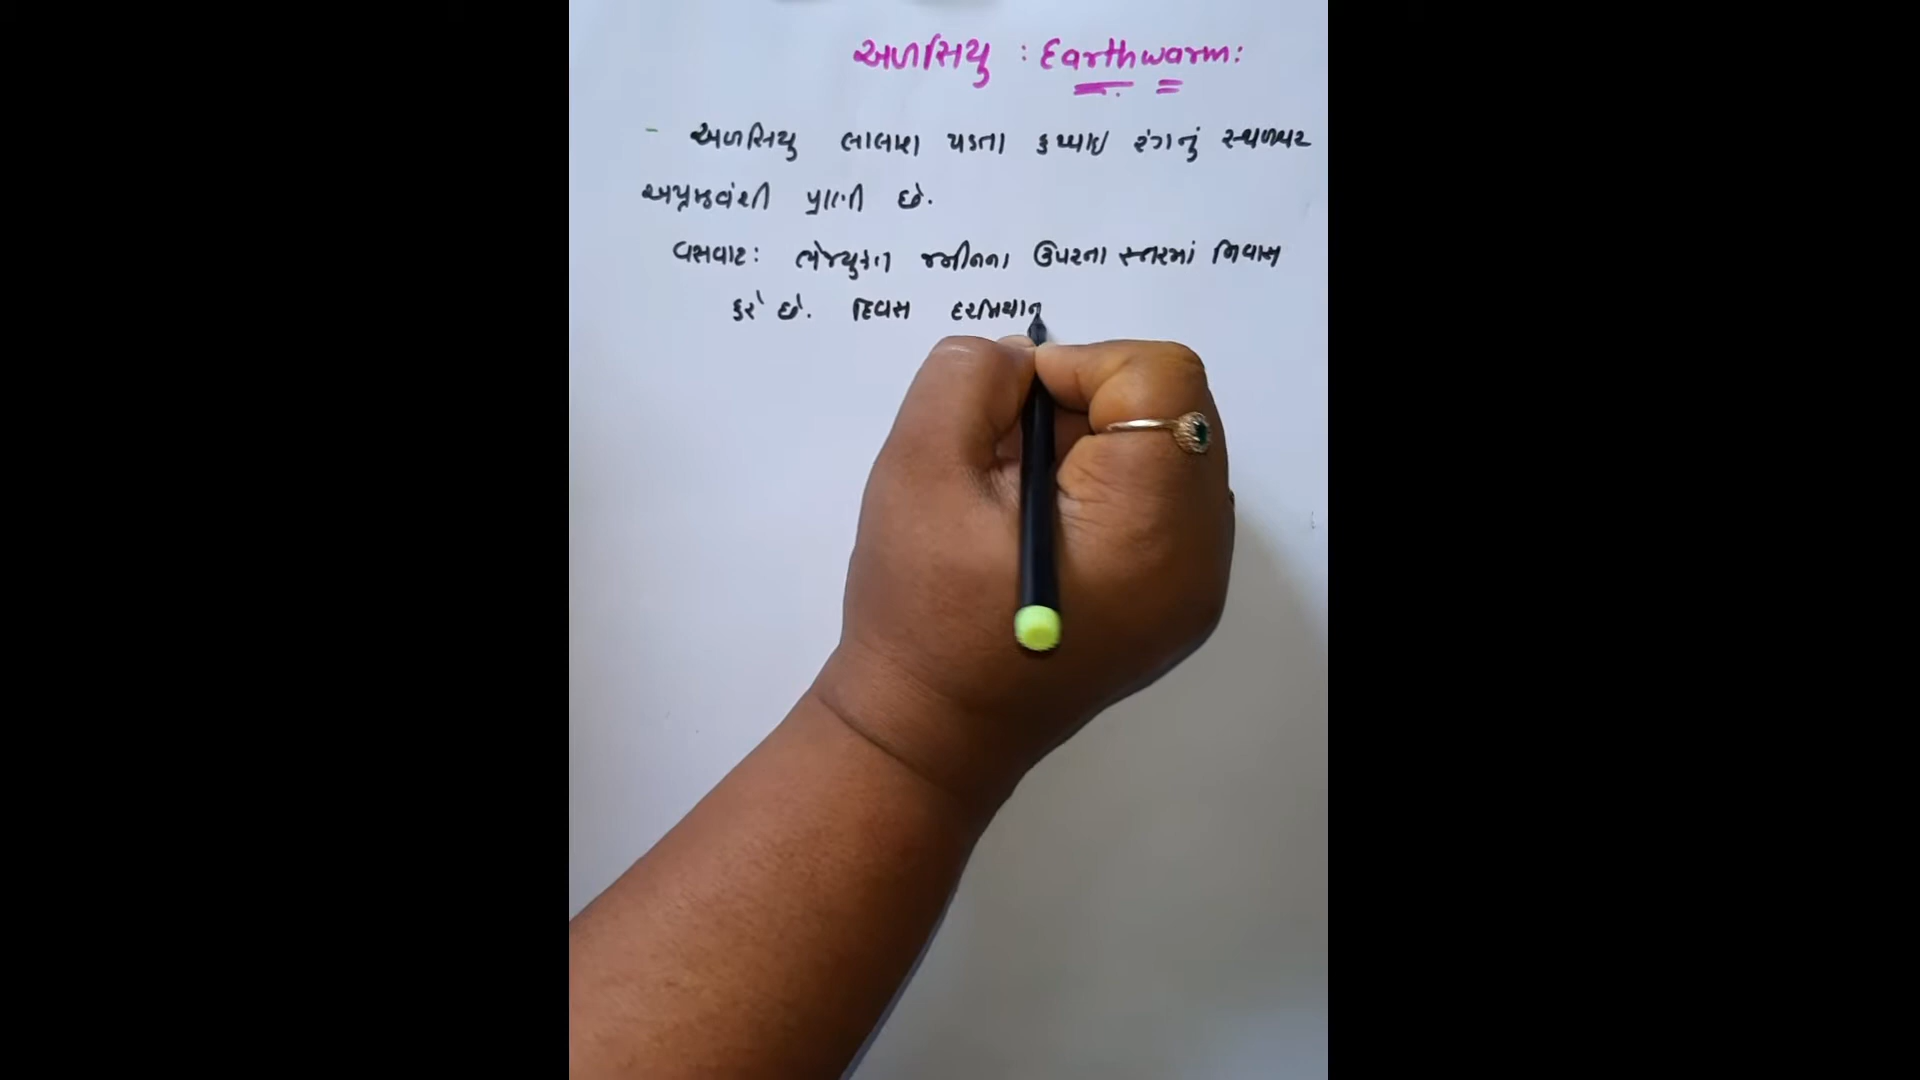 અળસિયુ : Earthwarm:
- અળસિયુ લાલાશ પડતા કથ્થાઇ રંગનું સ્થળચર
અપૃષ્ઠવંશી પ્રાણી છે.
વસવાટ: ભેજયુક્ત જમીનના ઉપરના સ્તરમાં નિવાસ
કરે છે. દિવસ દરમિયાન